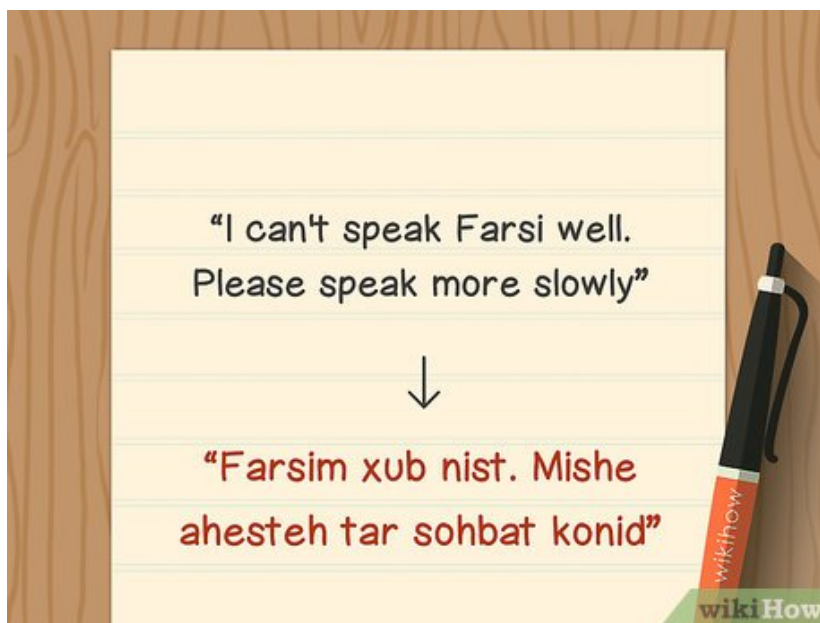 “I can't speak Farsi well.
Please speak more slowly”
“Farsim xub nist. Mishe
ahesteh tar sohbat konid”
wikihow
wikiHow